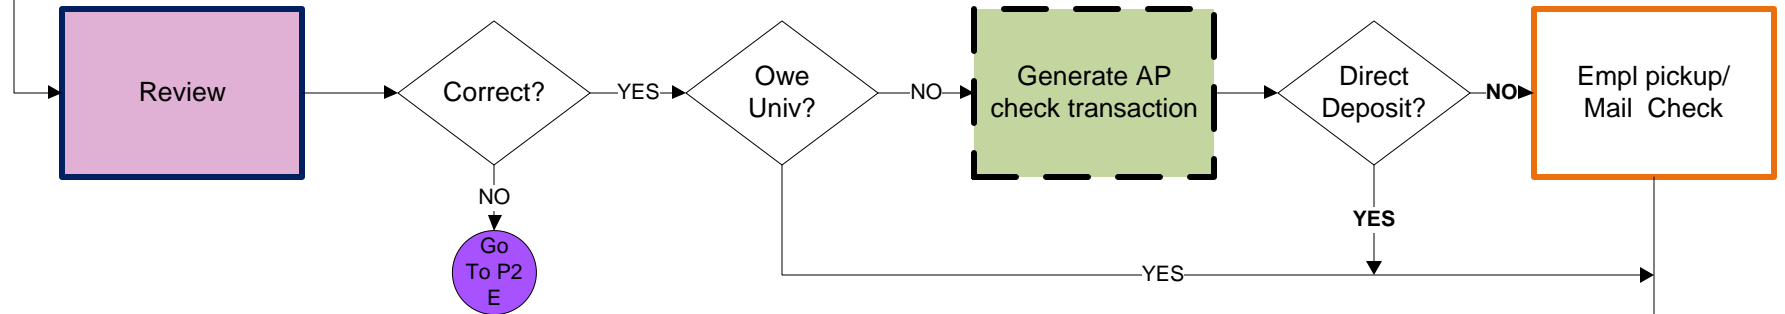 Review
Correct?
YES
Owe
Univ?
NO
Generate AP
check transaction
Direct
Deposit?
NO
Empl pickup/
Mail  Check
NO
Go
To P2
E
YES
YES